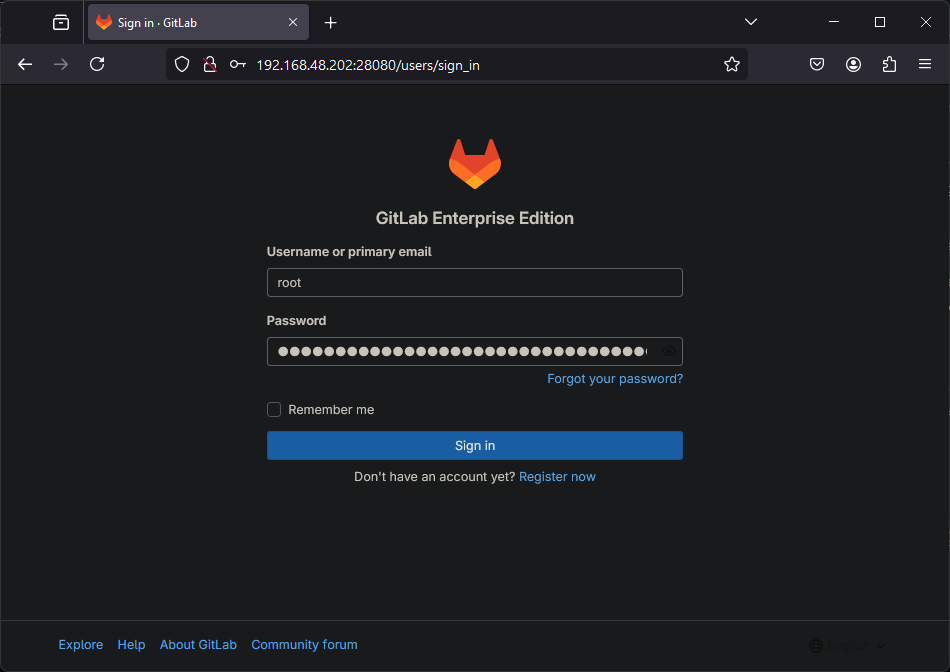 Sign in · GitLab
192.168.48.202:28080/users/sign_in
GitLab Enterprise Edition
Username or primary email
root
Password
Forgot your password?
Remember me
Sign in
Don't have an account yet? Register now
Explore Help About GitLab Community forum English